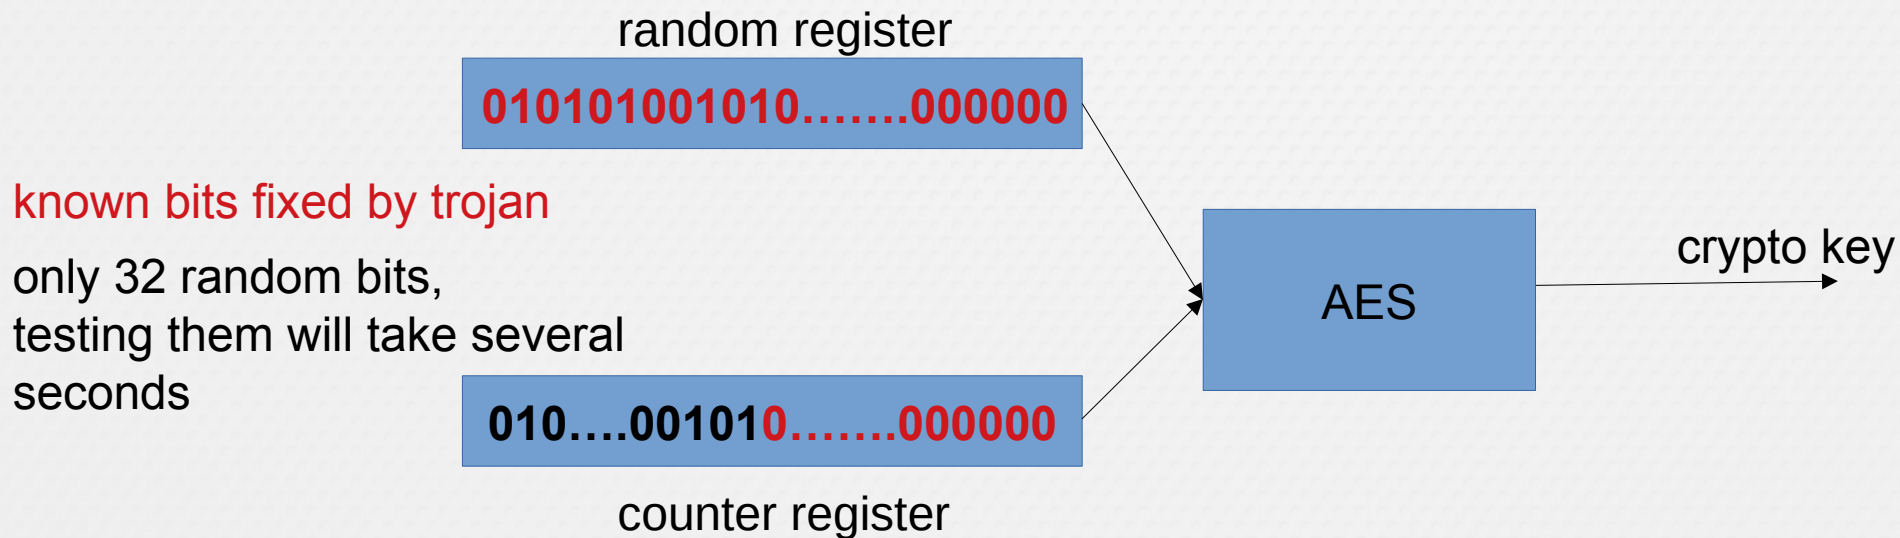 random register
010101001010…….000000
known bits fixed by trojan
only 32 random bits,
testing them will take several
seconds
010….001010…….000000
counter register
AES
crypto key